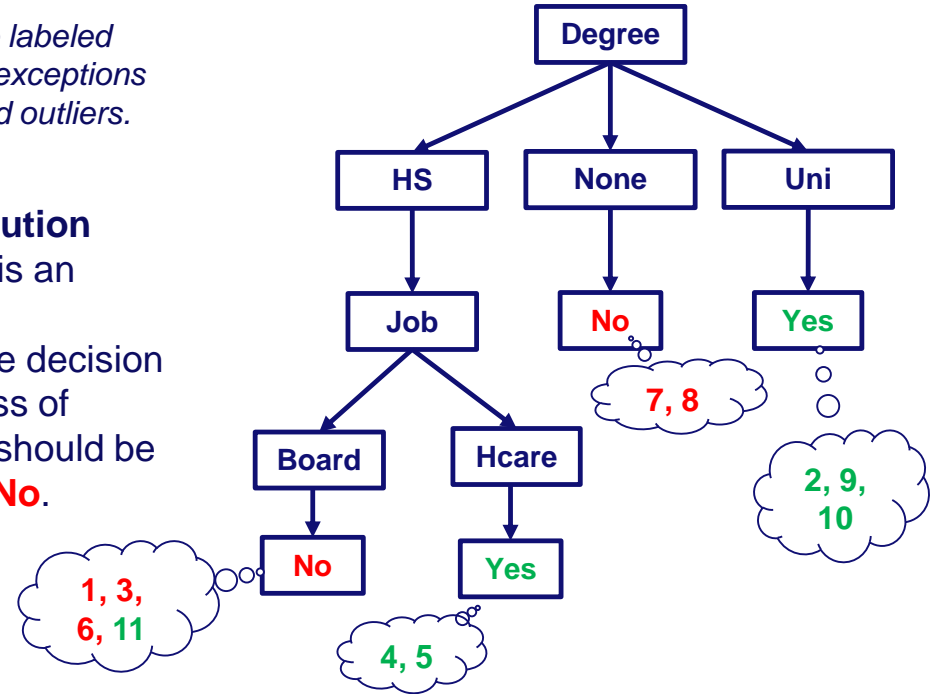 labeled
exceptions
d outliers.
ution
is an
e decision
ss of
should be
No.
Degree
HS
None
Uni
Job
No
Yes
7, 8
Board
Hcare
2, 9,
10
No
Yes
1, 3,
6, 11
4, 5